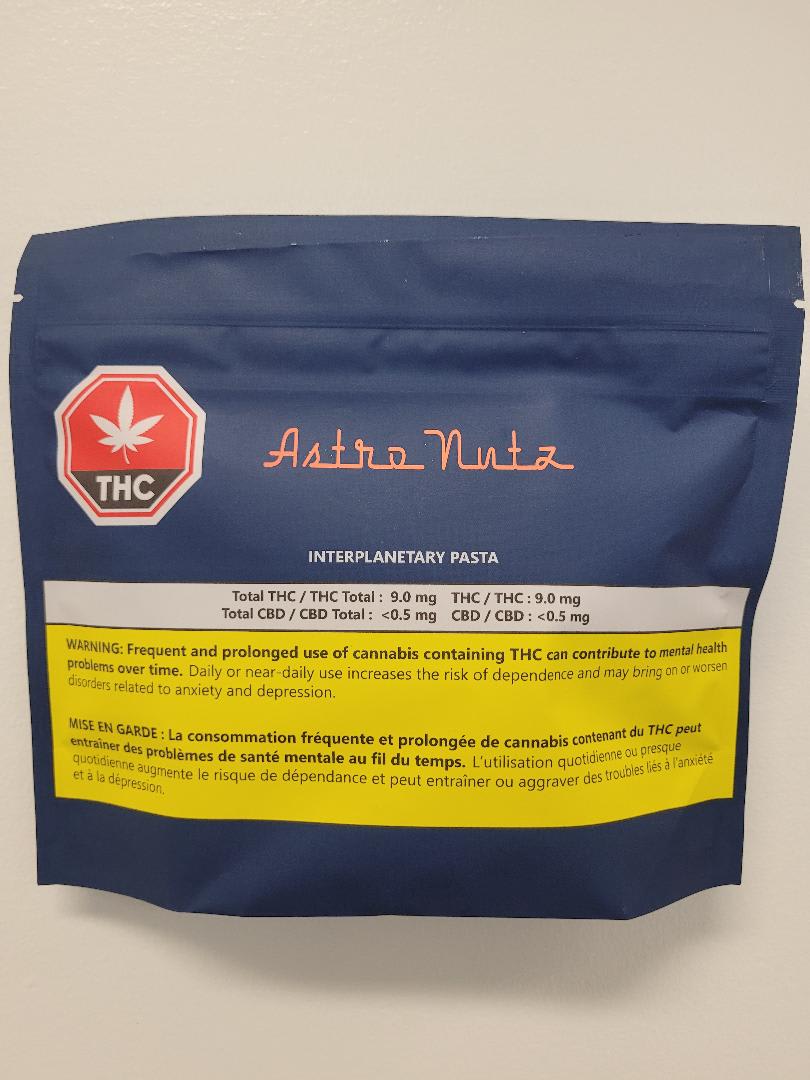 THC
Astro Nutz
INTERPLANETARY PASTA
Total THC / THC Total : 9.0 mg THC / THC : 9.0 mg
Total CBD / CBD Total : <0.5 mg CBD / CBD : <0.5 mg
WARNING: Frequent and prolonged use of cannabis containing THC can contribute to mental health
problems over time. Daily or near-daily use increases the risk of dependence and may bring on or worsen
disorders related to anxiety and depression.
MISE EN GARDE : La consommation fréquente et prolongée de cannabis contenant du THC peut
entraîner des problèmes de santé mentale au fil du temps. L'utilisation quotidienne ou presque
quotidienne augmente le risque de dépendance et peut entraîner ou aggraver des troubles liés à l'anxiété
et à la dépression.